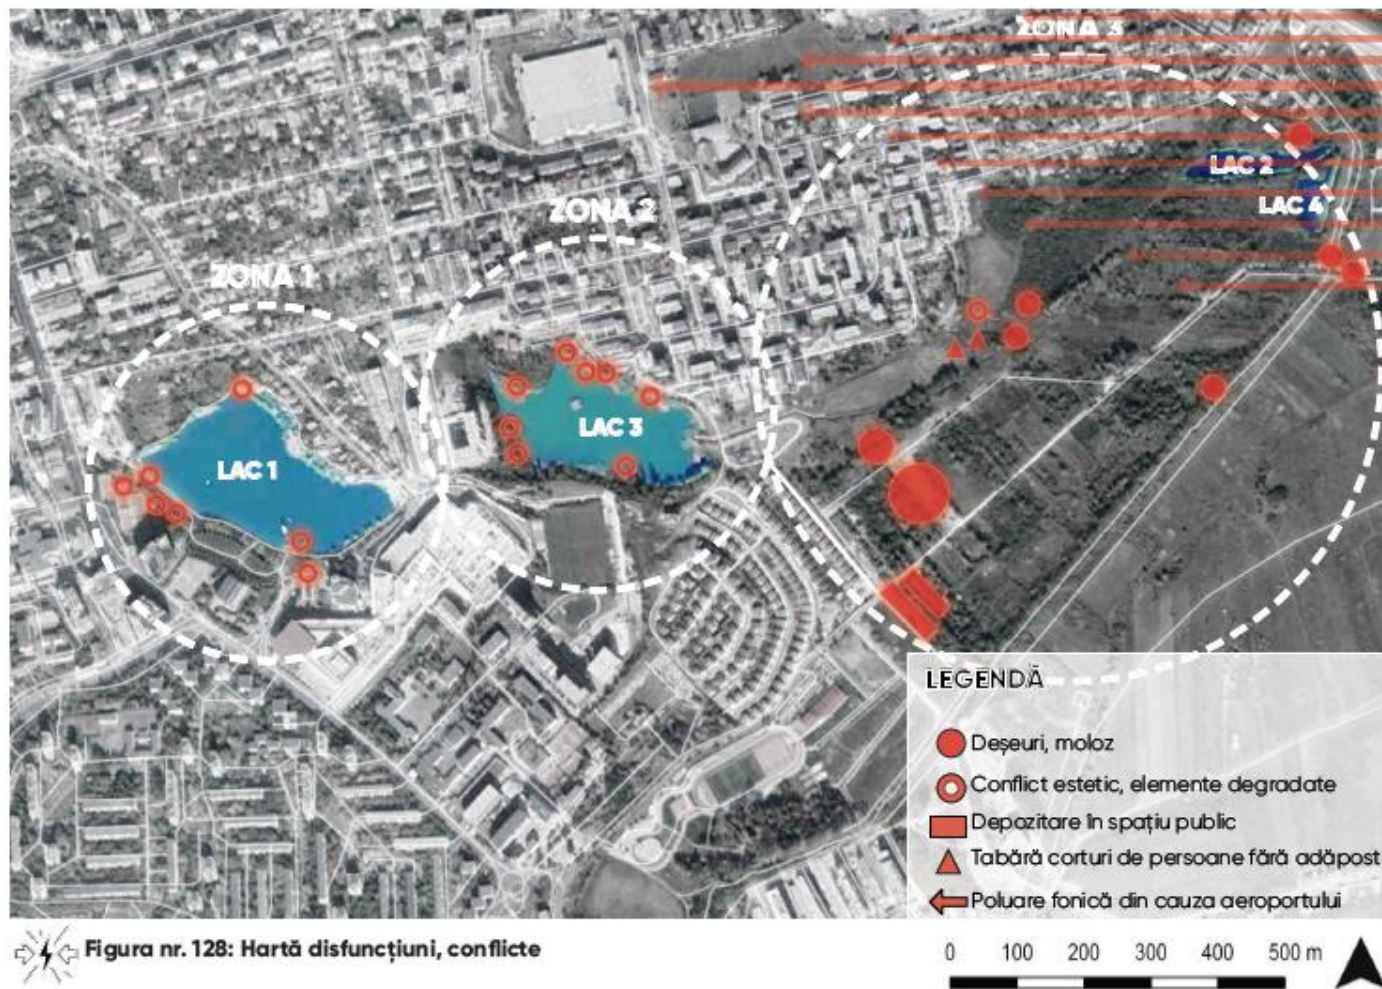 ZONA 3
LAC 2
LAC 4
ZONA 2
ZONA 1
LAC 3
LAC 1
LEGENDĂ
Deșeuri, moloz
Conflict estetic, elemente degradate
Depozitare în spațiu public
Tabără corturi de persoane fără adăpost
Poluare fonică din cauza aeroportului
Figura nr. 128: Hartă disfuncțiuni, conflicte
0 100 200 300 400 500 m